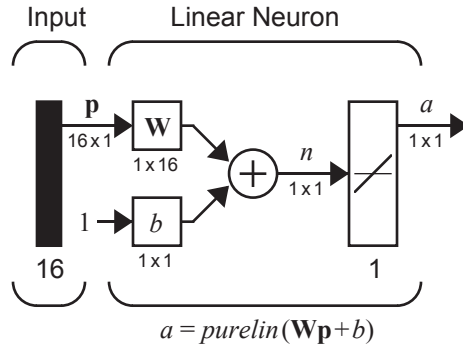 Input Linear Neuron
p W n a
16 x 1 1 x 16 1 x 1 1 x 1
1 b
1 x 1
16 1
a = purelin(Wp+b)